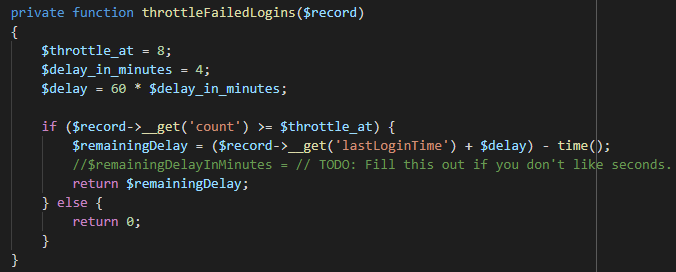 private function throttleFailedLogins($record)
{
    $throttle_at = 8;
    $delay_in_minutes = 4;
    $delay = 60 * $delay_in_minutes;

    if ($record->__get('count') >= $throttle_at) {
        $remainingDelay = ($record->__get('lastLoginTime') + $delay) - time();
        //$remainingDelayInMinutes = // TODO: Fill this out if you don't like seconds.
        return $remainingDelay;
    } else {
        return 0;
    }
}